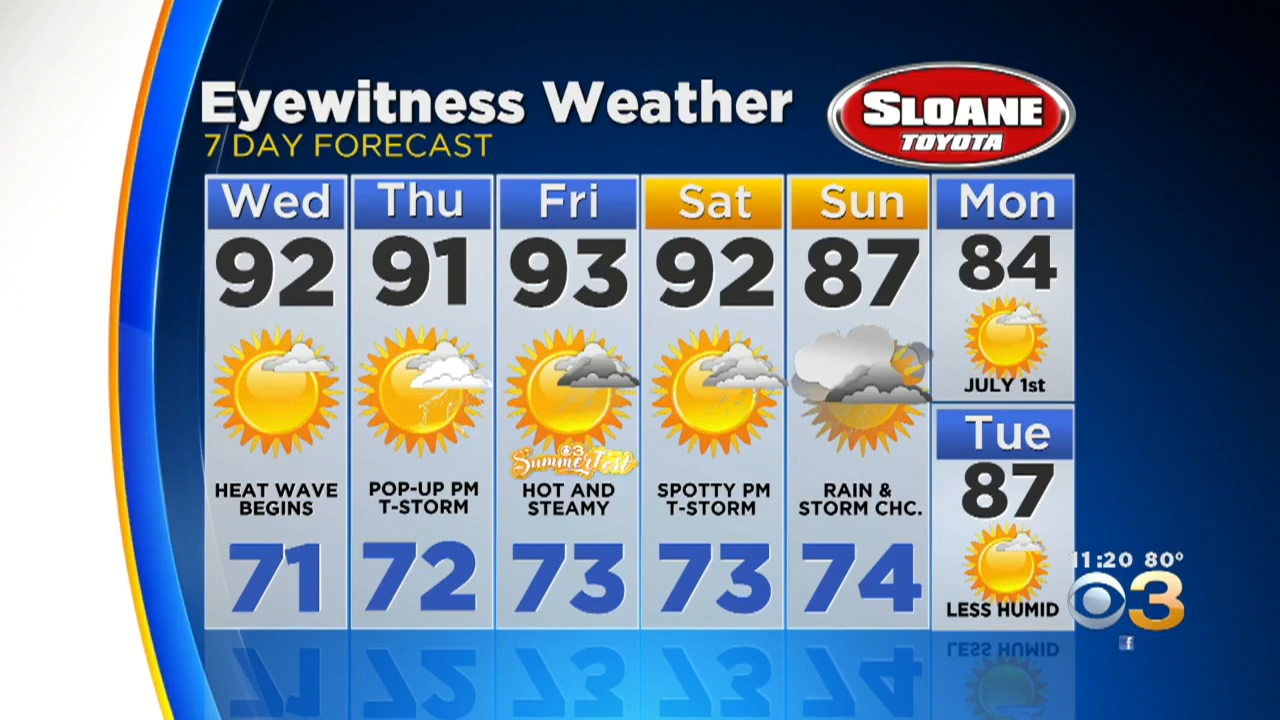 Eyewitness Weather
7 DAY FORECAST
SLOANE
TOYOTA
Wed
92
HEAT WAVE
BEGINS
71
Thu
91
POP-UP PM
T-STORM
72
Fri
93
3
SummerFest
HOT AND
STEAMY
73
Sat
92
SPOTTY PM
T-STORM
73
Sun
87
RAIN &
STORM CHC.
74
Mon
84
JULY 1st
Tue
87
LESS HUMID
11:20 80°
3
f